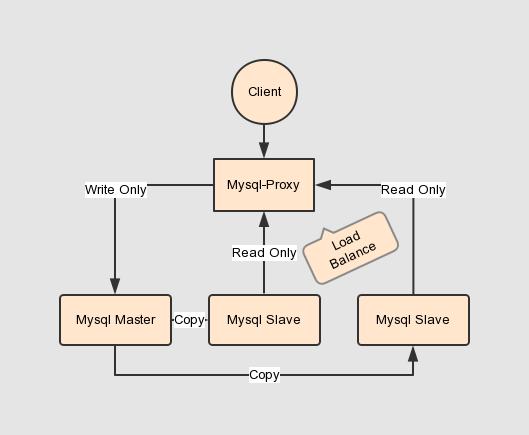 Client
Mysql-Proxy
Write Only
Read Only
Load
Balance
Read Only
Mysql Master
Copy
Mysql Slave
Mysql Slave
Copy